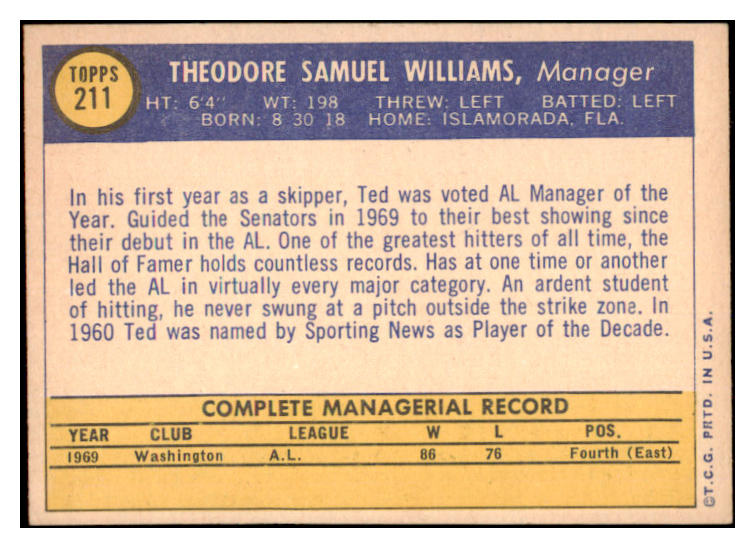 TOPPS
211
THEODORE SAMUEL WILLIAMS, Manager
HT: 6'4" WT: 198 THREW: LEFT BATTED: LEFT
BORN: 8 30 18 HOME: ISLAMORADA, FLA.
In his first year as a skipper, Ted was voted AL Manager of the
Year. Guided the Senators in 1969 to their best showing since
their debut in the AL. One of the greatest hitters of all time, the
Hall of Famer holds countless records. Has at one time or another
led the AL in virtually every major category. An ardent student
of hitting, he never swung at a pitch outside the strike zone. In
1960 Ted was named by Sporting News as Player of the Decade.
COMPLETE MANAGERIAL RECORD
YEAR CLUB LEAGUE W L POS.
1969 Washington A.L. 86 76 Fourth (East)
©T.C.G. PRTD. IN U.S.A.